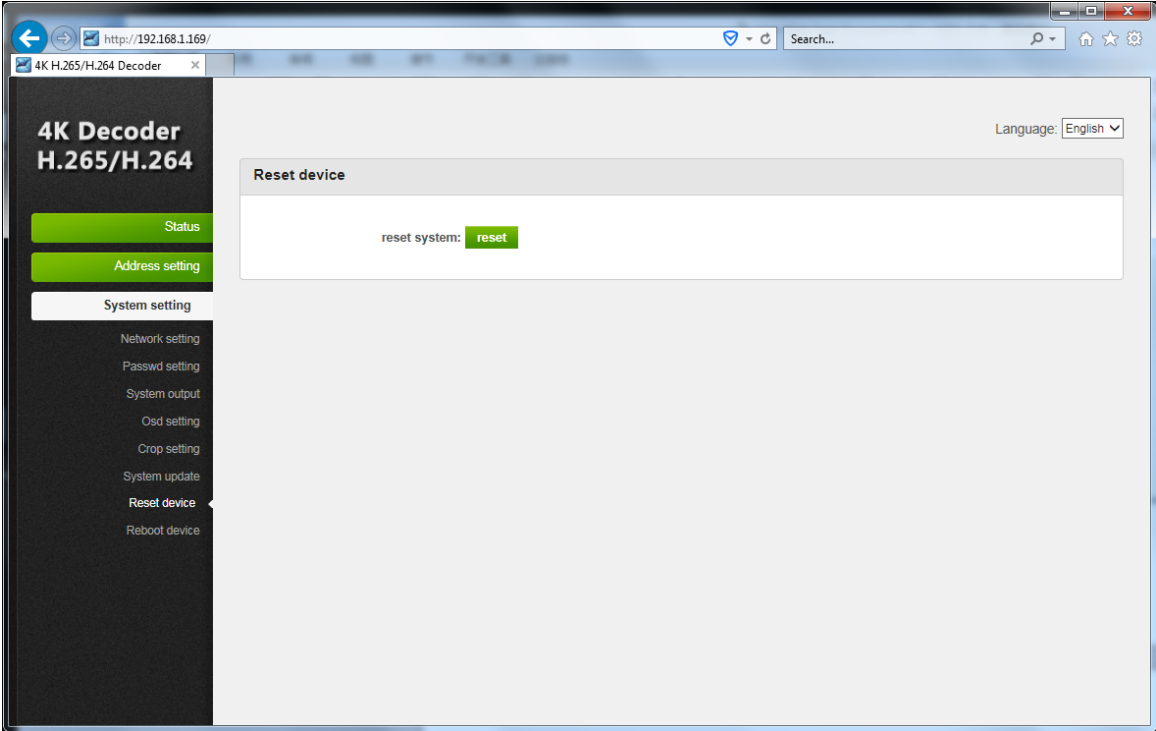 http://192.168.1.169/
Search...
4K H.265/H.264 Decoder
4K Decoder
H.265/H.264
Language: English
Reset device
reset system: reset
Status
Address setting
System setting
Network setting
Passwd setting
System output
Osd setting
Crop setting
System update
Reset device
Reboot device